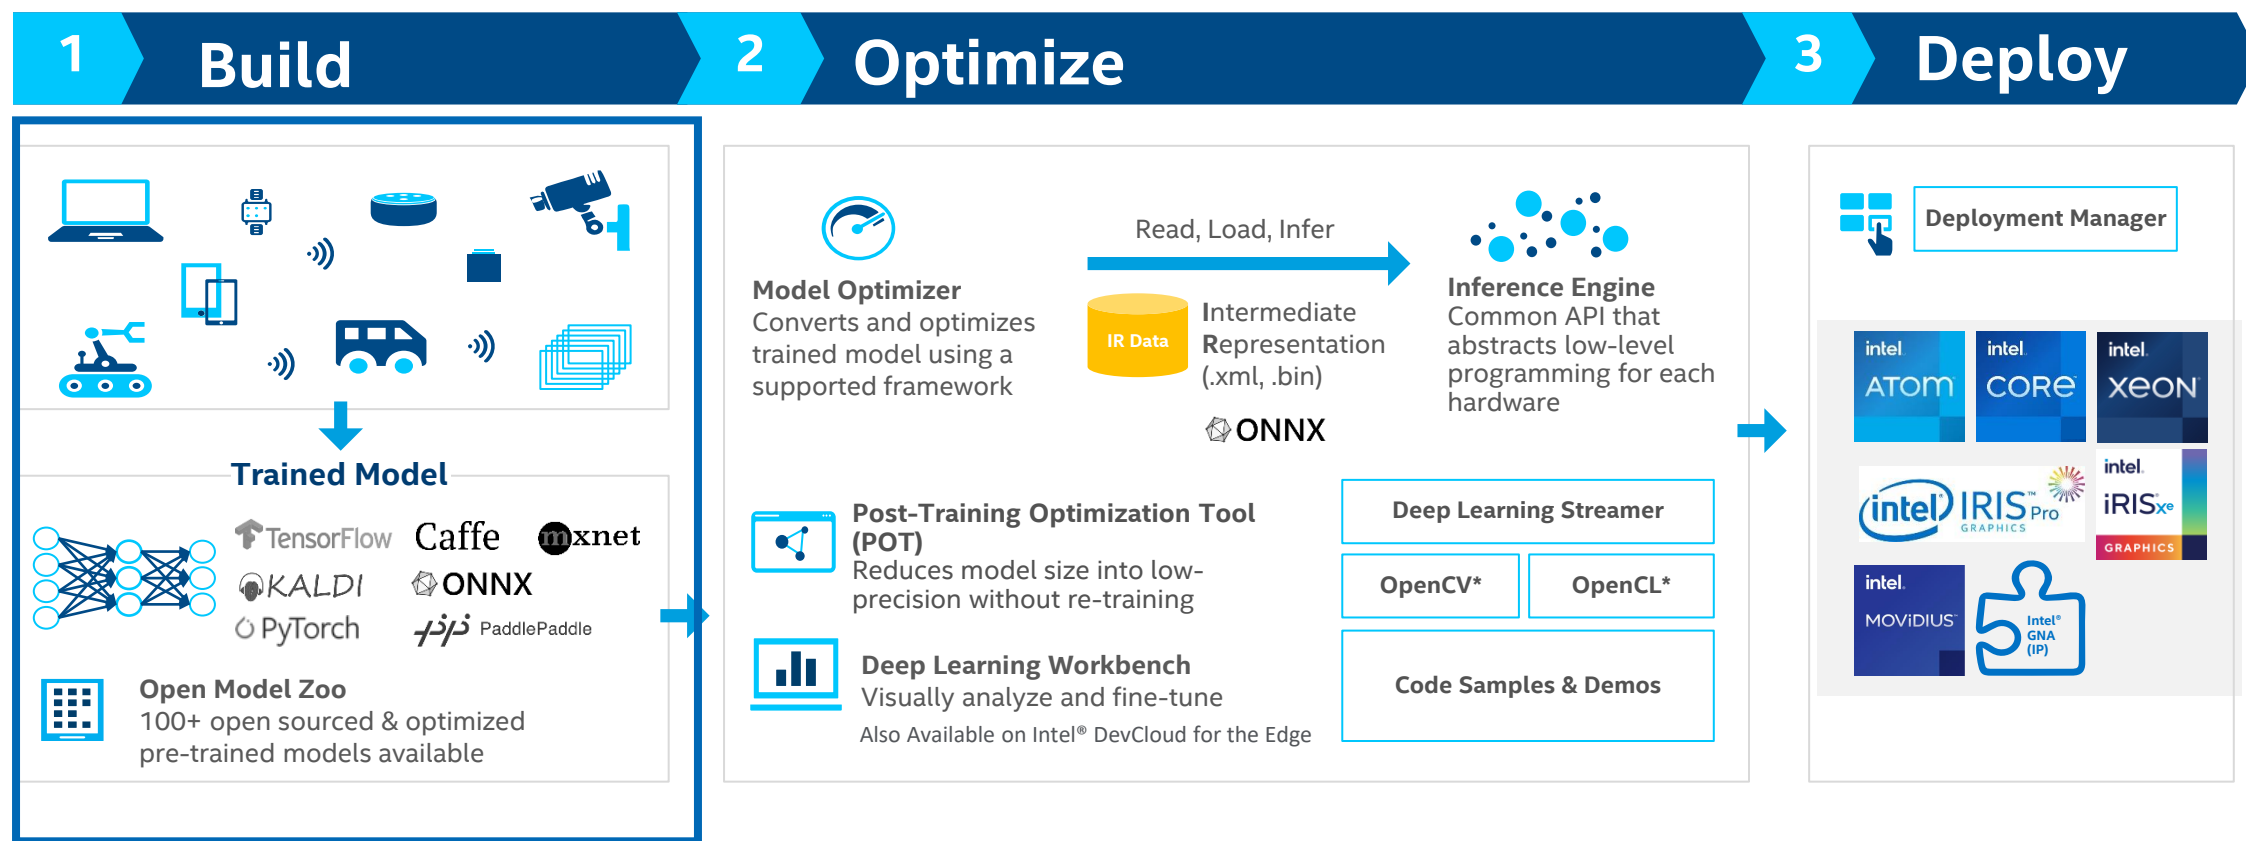 1 Build
2 Optimize
3 Deploy
Trained Model
TensorFlow
Caffe
mxnet
KALDI
ONNX
PyTorch
PaddlePaddle
Open Model Zoo
100+ open sourced & optimized
pre-trained models available
Model Optimizer
Converts and optimizes
trained model using a
supported framework
Read, Load, Infer
IR Data
Intermediate
Representation
(.xml, .bin)
ONNX
Inference Engine
Common API that
abstracts low-level
programming for each
hardware
Post-Training Optimization Tool
(POT)
Reduces model size into low-
precision without re-training
Deep Learning Workbench
Visually analyze and fine-tune
Also Available on Intel® DevCloud for the Edge
Deep Learning Streamer
OpenCV*
OpenCL*
Code Samples & Demos
Deployment Manager
intel.
ATOM™
intel.
CORE™
intel.
XEON™
intel IRIS™ Pro
GRAPHICS
intel.
iRIS Xe
GRAPHICS
intel.
MOVIDIUS™
Intel®
GNA
(IP)